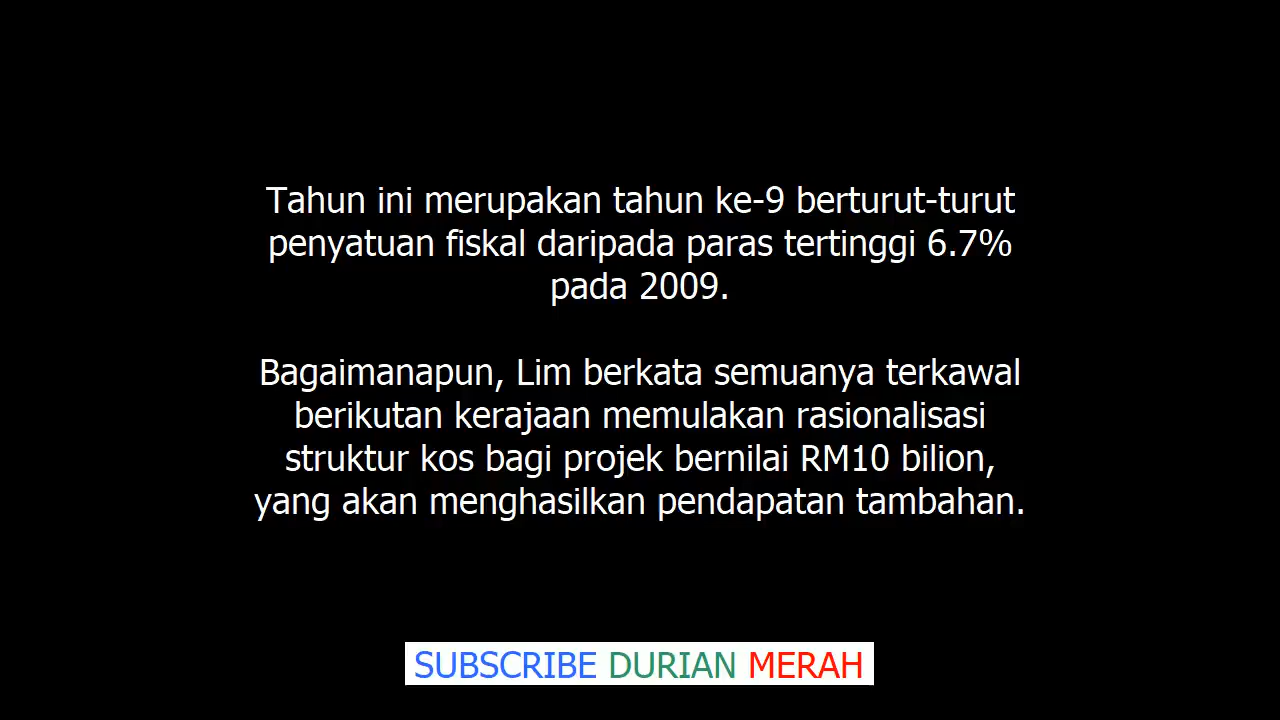 Tahun ini merupakan tahun ke-9 berturut-turut
penyatuan fiskal daripada paras tertinggi 6.7%
pada 2009.
Bagaimanapun, Lim berkata semuanya terkawal
berikutan kerajaan memulakan rasionalisasi
struktur kos bagi projek bernilai RM10 bilion,
yang akan menghasilkan pendapatan tambahan.
SUBSCRIBE DURIAN MERAH